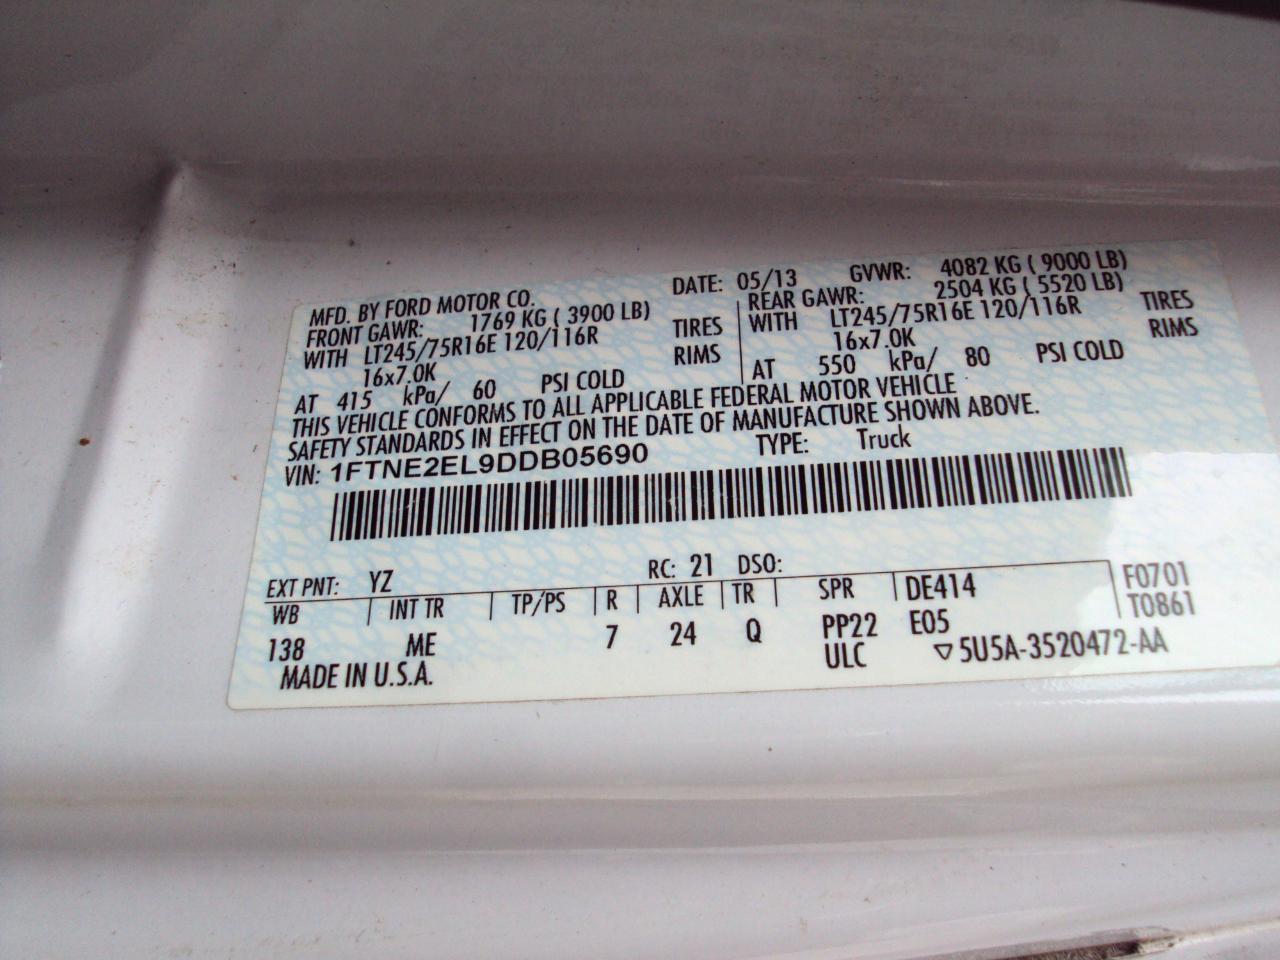 MFD. BY FORD MOTOR CO. DATE: 05/13 GVWR: 4082 KG ( 9000 LB)
FRONT GAWR: 1769 KG ( 3900 LB) REAR GAWR: 2504 KG ( 5520 LB)
WITH LT245/75R16E 120/116R TIRES WITH LT245/75R16E 120/116R TIRES
16x7.0K RIMS 16x7.0K RIMS
AT 415 kPa/ 60 PSI COLD AT 550 kPa/ 80 PSI COLD
THIS VEHICLE CONFORMS TO ALL APPLICABLE FEDERAL MOTOR VEHICLE
SAFETY STANDARDS IN EFFECT ON THE DATE OF MANUFACTURE SHOWN ABOVE.
VIN: 1FTNE2EL9DDB05690 TYPE: Truck
EXT PNT: YZ RC: 21 DSO:
WB INT TR TP/PS R AXLE TR SPR DE414 F0701
138 ME 7 24 Q PP22 E05 T0861
MADE IN U.S.A. ULC 5U5A-3520472-AA